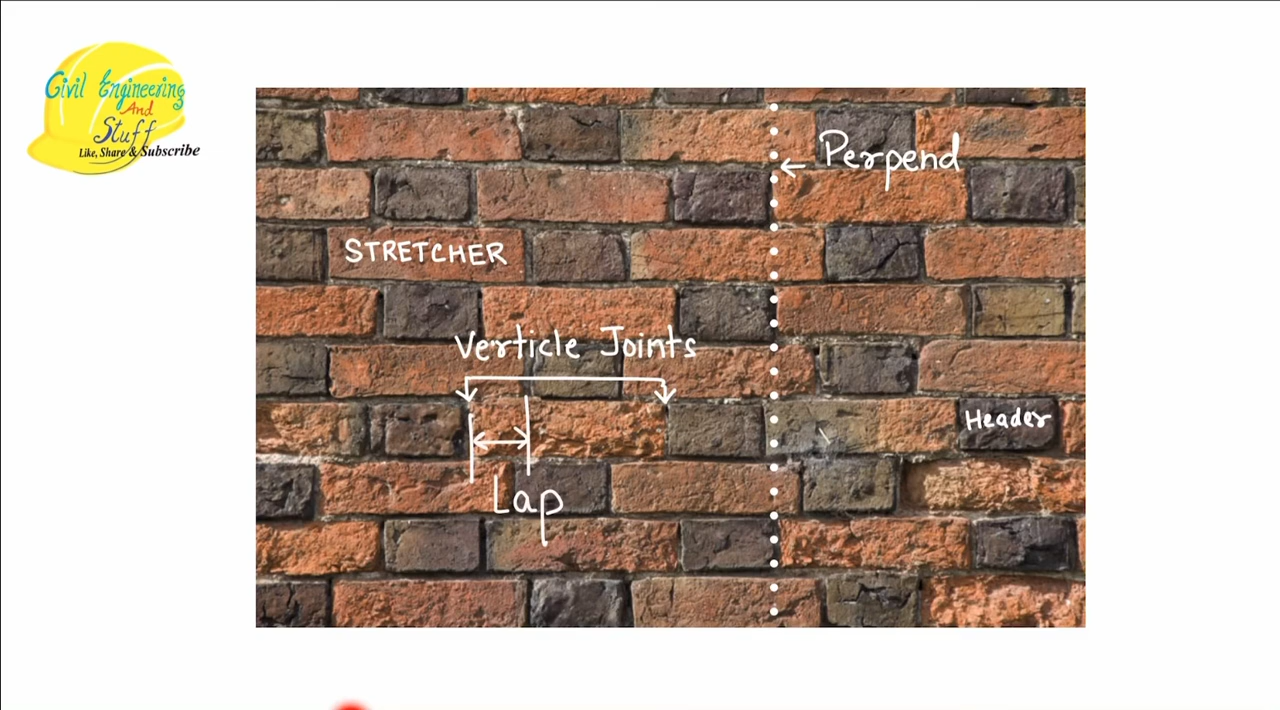 Civil Engineering
And
Stuff
Like, Share & Subscribe
Perpend
STRETCHER
Verticle Joints
Header
Lap